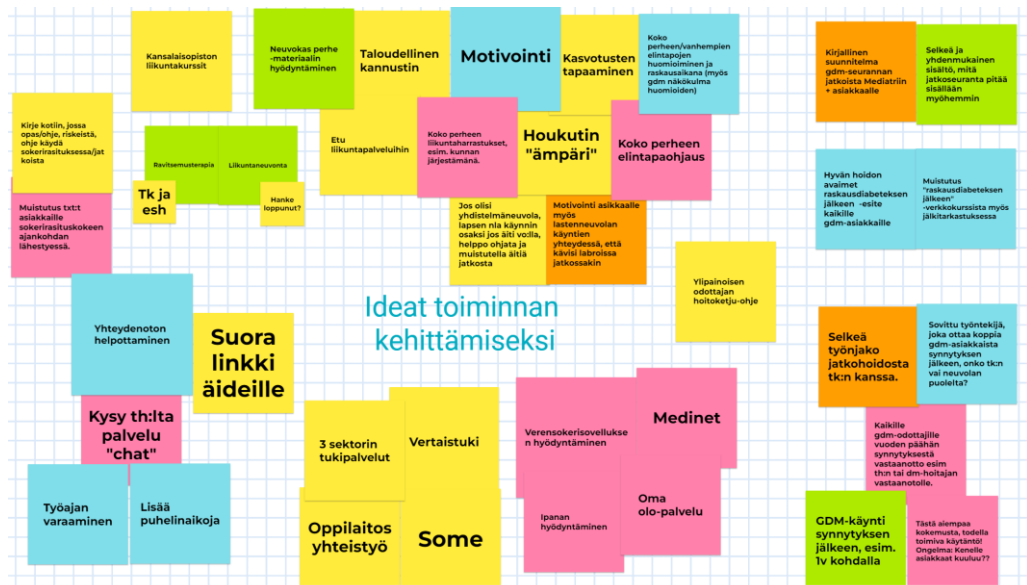 Kansalaisopiston
liikuntakurssit
Neuvokas perhe
-materiaalin
hyödyntäminen
Taloudellinen
kannustin
Motivointi
Kasvotusten
tapaaminen
Koko
perheen/vanhempien
elintapojen
huomioiminen ja
raskausaikana (myös
gdm näkökulma
huomioiden)
Kirjallinen
suunnitelma
gdm-seurannan
jatkoista Mediatriin
+ asiakkaalle
Selkeä ja
yhdenmukainen
sisältö, mitä
jatkoseuranta pitää
sisällään
myöhemmin
Kirje kotiin, jossa
opas/ohje, riskeistä,
ohje käydä
sokerirasituksessa/jat
koista
Ravitsemusterapia
Liikuntaneuvonta
Tk ja
esh
Hanke
loppunut?
Etu
liikuntapalveluihin
Koko perheen
liikuntaharrastukset,
esim. kunnan
järjestämänä.
Houkutin
"ämpäri"
Koko perheen
elintapaohjaus
Muistutus txt:t
asiakkaille
sokerirasituskokeen
ajankohdan
lähestyessä.
Jos olisi
yhdistelmäneuvola,
lapsen nla käynnin
osaksi jos äiti vo:lla,
helppo ohjata ja
muistutella äitiä
jatkosta
Motivointi asikkaalle
myös
lastenneuvolan
käyntien
yhteydessä, että
kävisi labroissa
jatkossakin
Hyvän hoidon
avaimet
raskausdiabeteksen
jälkeen -esite
kaikille
gdm-asiakkaille
Muistutus
"raskausdiabeteksen
jälkeen"
-verkkokurssista myös
jälkitarkastuksessa
Ylipainoisen
odottajan
hoitoketju-ohje
Ideat toiminnan
kehittämiseksi
Yhteydenoton
helpottaminen
Suora
linkki
äideille
Kysy th:lta
palvelu
"chat"
Työajan
varaaminen
Lisää
puhelinaikoja
3 sektorin
tukipalvelut
Vertaistuki
Oppilaitos
yhteistyö
Some
Verensokerisovelluksen
n hyödyntäminen
Medinet
Ipanan
hyödyntäminen
Oma
olo-palvelu
Selkeä
työnjako
jatkohoidosta
tk:n kanssa.
Sovittu työntekijä,
joka ottaa koppia
gdm-asiakkaista
synnytyksen
jälkeen, onko tk:n
vai neuvolan
puolelta?
Kaikille
gdm-odottajille
vuoden päähän
synnytyksestä
vastaanotto esim
th:n tai dm-hoitajan
vastaanotolle.
GDM-käynti
synnytyksen
jälkeen, esim.
1v kohdalla
Tästä aiempaa
kokemusta, todella
toimiva käytäntö!
Ongelma: Kenelle
asiakkaat kuuluu??